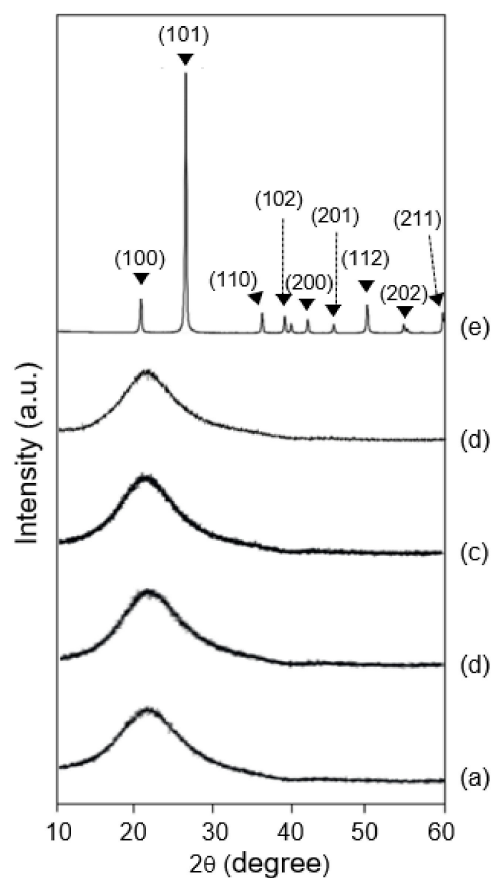 (101)
(102)
(201)
(211)
(100)
(110)
(200)
(112)
(202)
(e)
(d)
(c)
(d)
(a)
Intensity (a.u.)
10 20 30 40 50 60
2θ (degree)